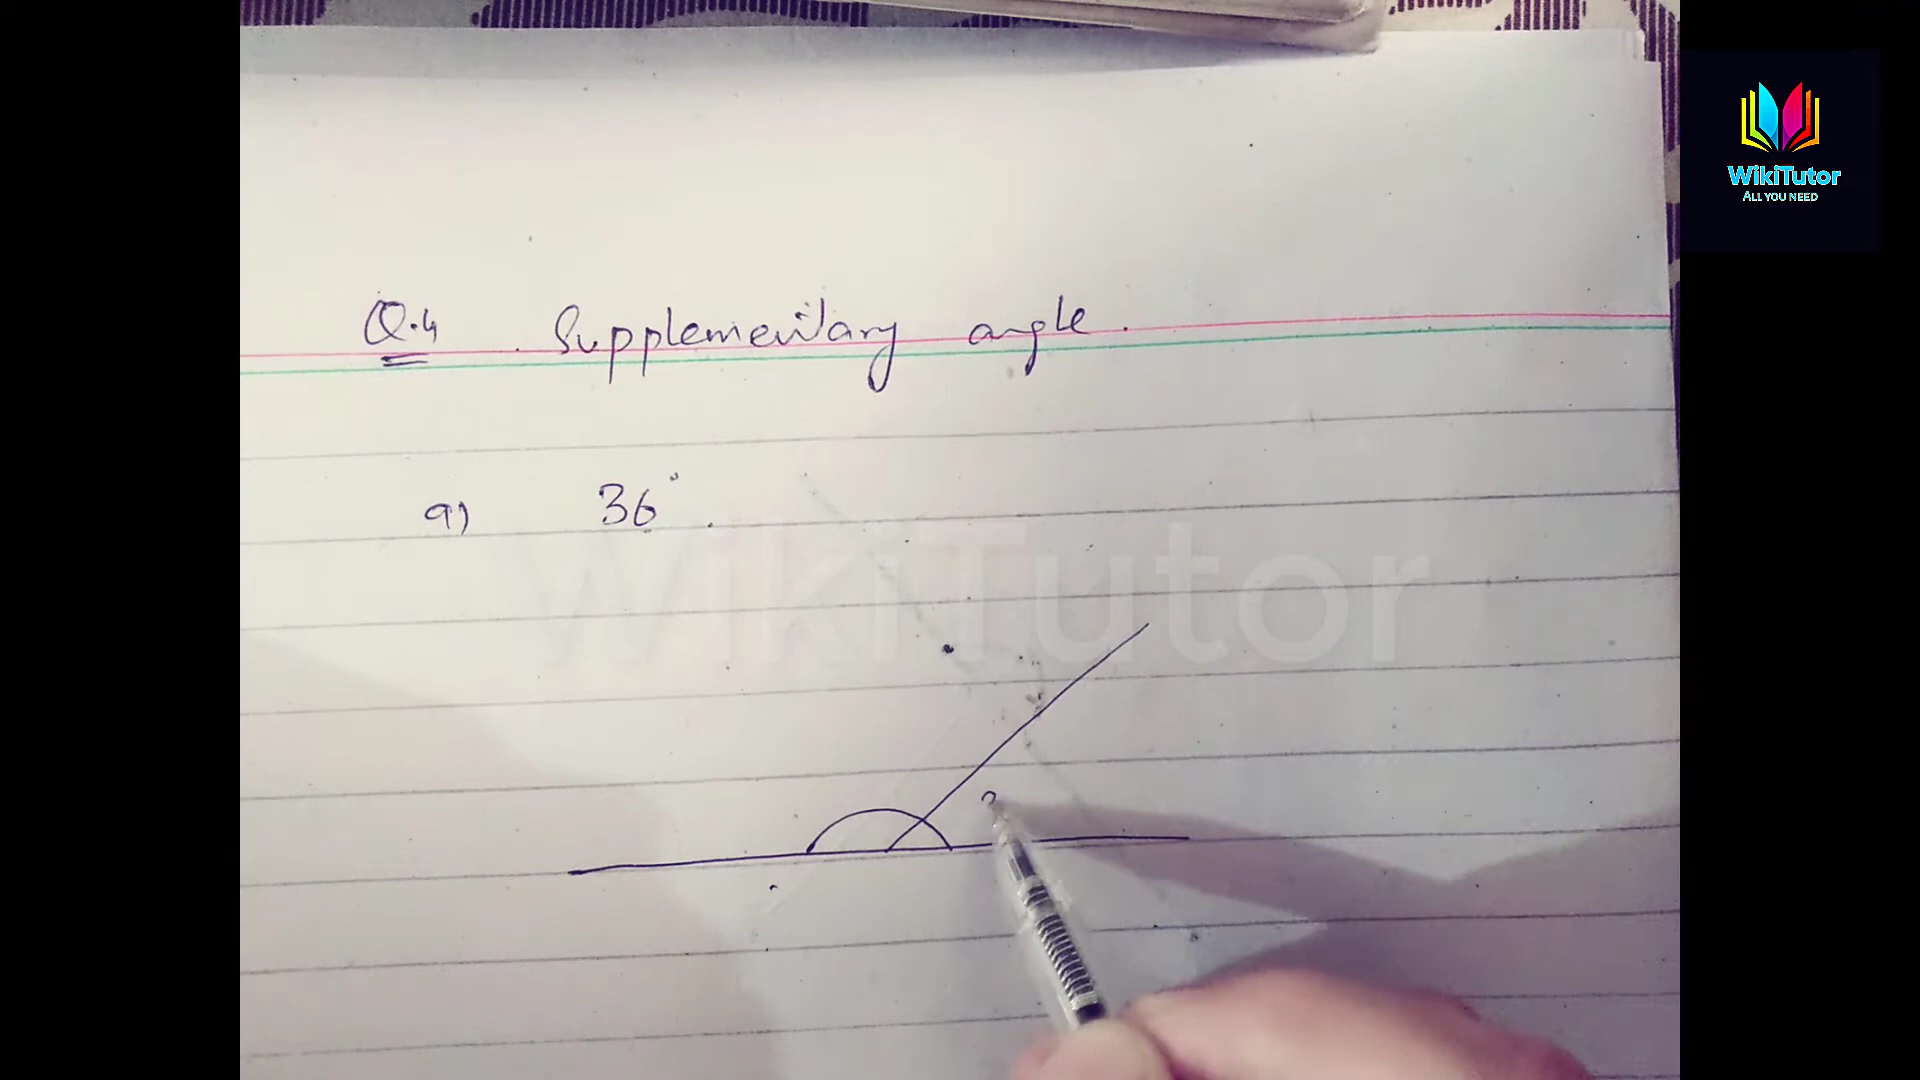 WikiTutor
ALL YOU NEED
Q.4 Supplementary angle.
a) 36°.
WikiTutor